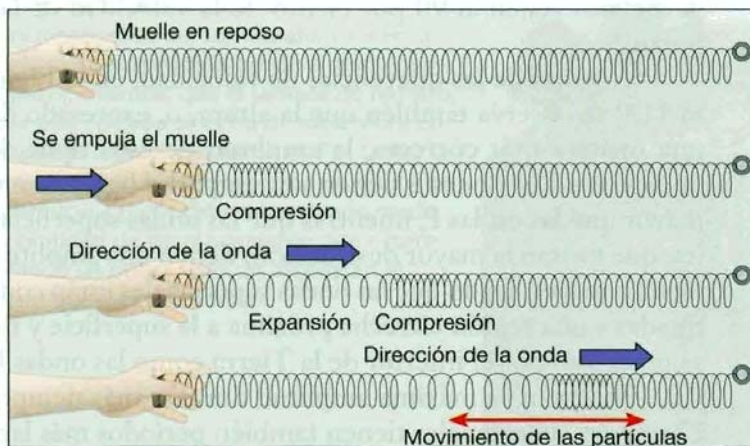 Muelle en reposo
Se empuja el muelle
Compresión
Dirección de la onda
Expansión Compresión
Dirección de la onda
Movimiento de las partículas